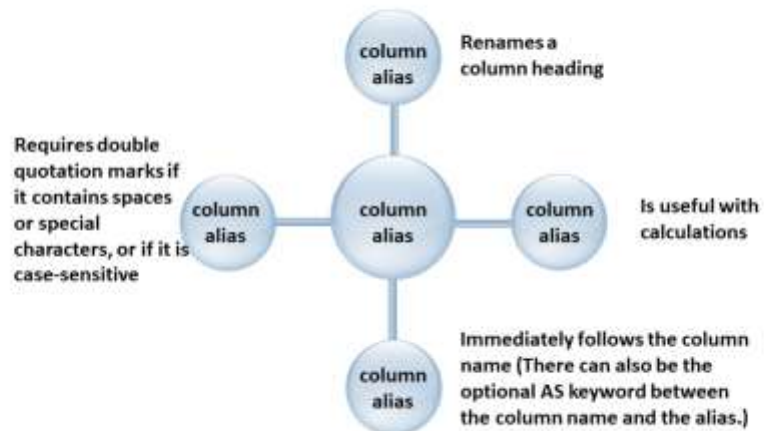 column
alias
Renames a
column heading
Requires double
quotation marks if
it contains spaces
or special
characters, or if it is
case-sensitive
column
alias
column
alias
column
alias
Is useful with
calculations
column
alias
Immediately follows the column
name (There can also be the
optional AS keyword between
the column name and the alias.)